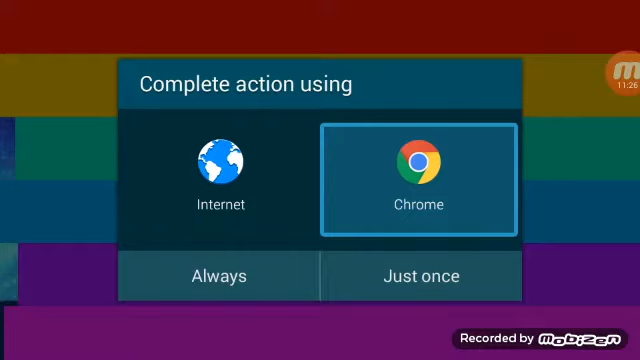 Complete action using
11:26
Internet
Chrome
Always
Just once
Recorded by mobizen